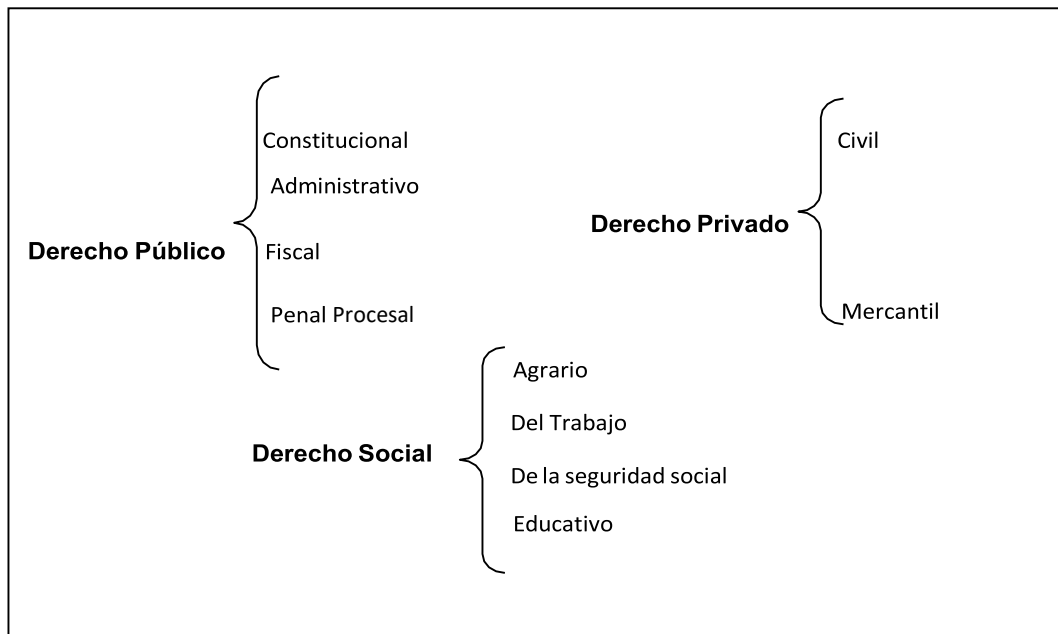 Derecho Público
Constitucional
Administrativo
Fiscal
Penal Procesal
Derecho Privado
Civil
Mercantil
Derecho Social
Agrario
Del Trabajo
De la seguridad social
Educativo